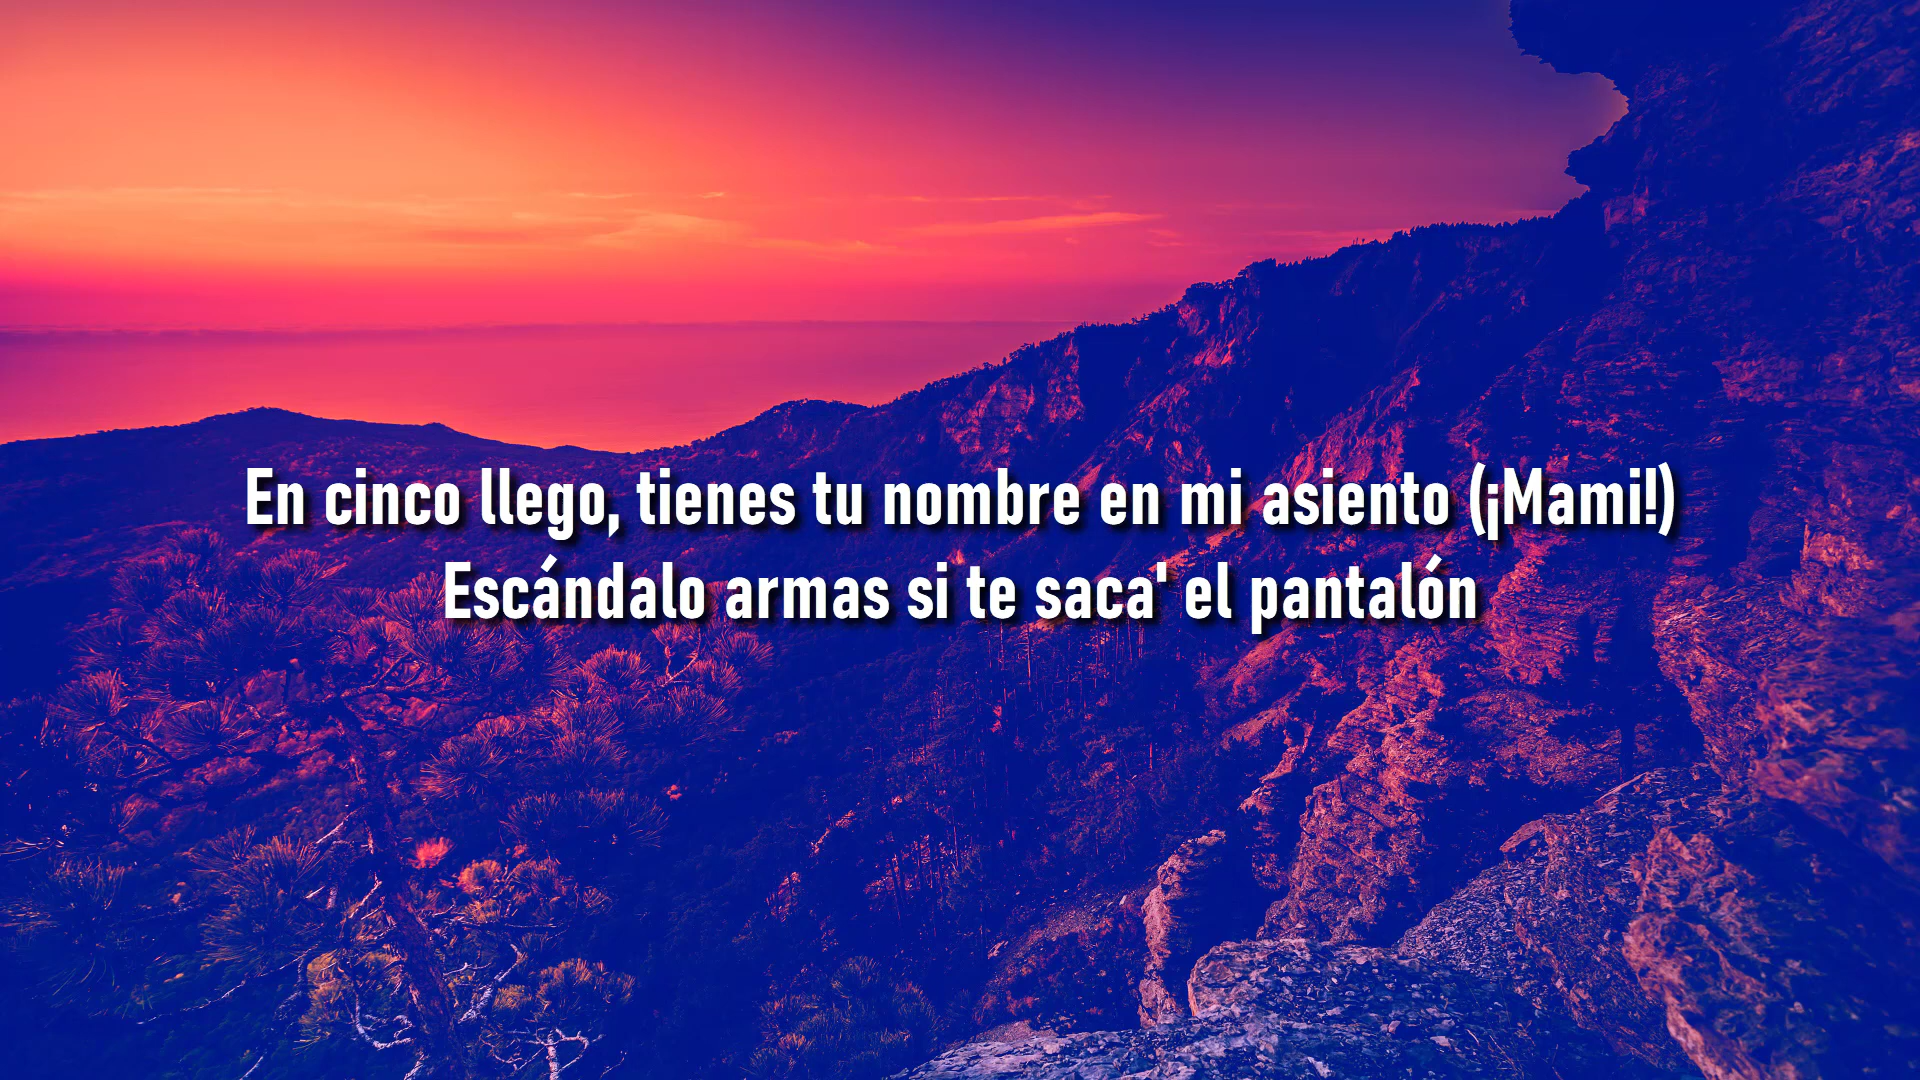 En cinco llego, tienes tu nombre en mi asiento (¡Mami!)
Escándalo armas si te saca' el pantalón